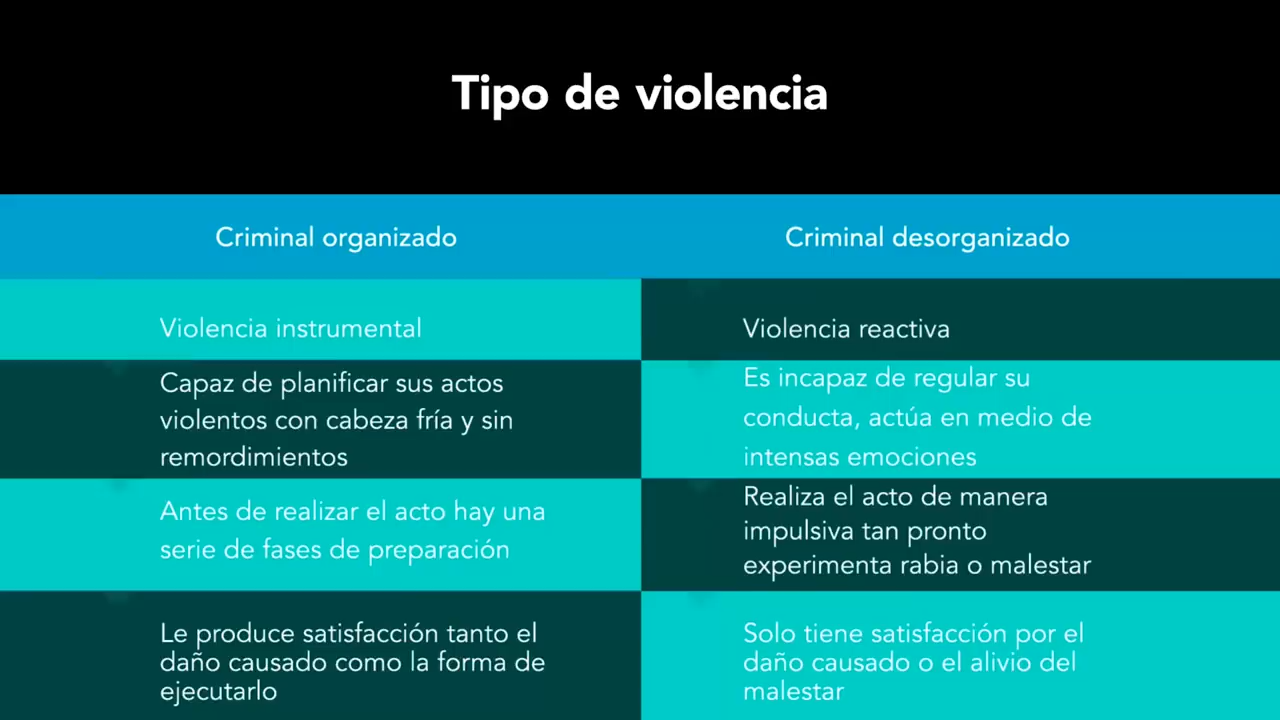 Tipo de violencia
Criminal organizado
Criminal desorganizado
Violencia instrumental
Violencia reactiva
Capaz de planificar sus actos
violentos con cabeza fría y sin
remordimientos
Es incapaz de regular su
conducta, actúa en medio de
intensas emociones
Antes de realizar el acto hay una
serie de fases de preparación
Realiza el acto de manera
impulsiva tan pronto
experimenta rabia o malestar
Le produce satisfacción tanto el
daño causado como la forma de
ejecutarlo
Solo tiene satisfacción por el
daño causado o el alivio del
malestar